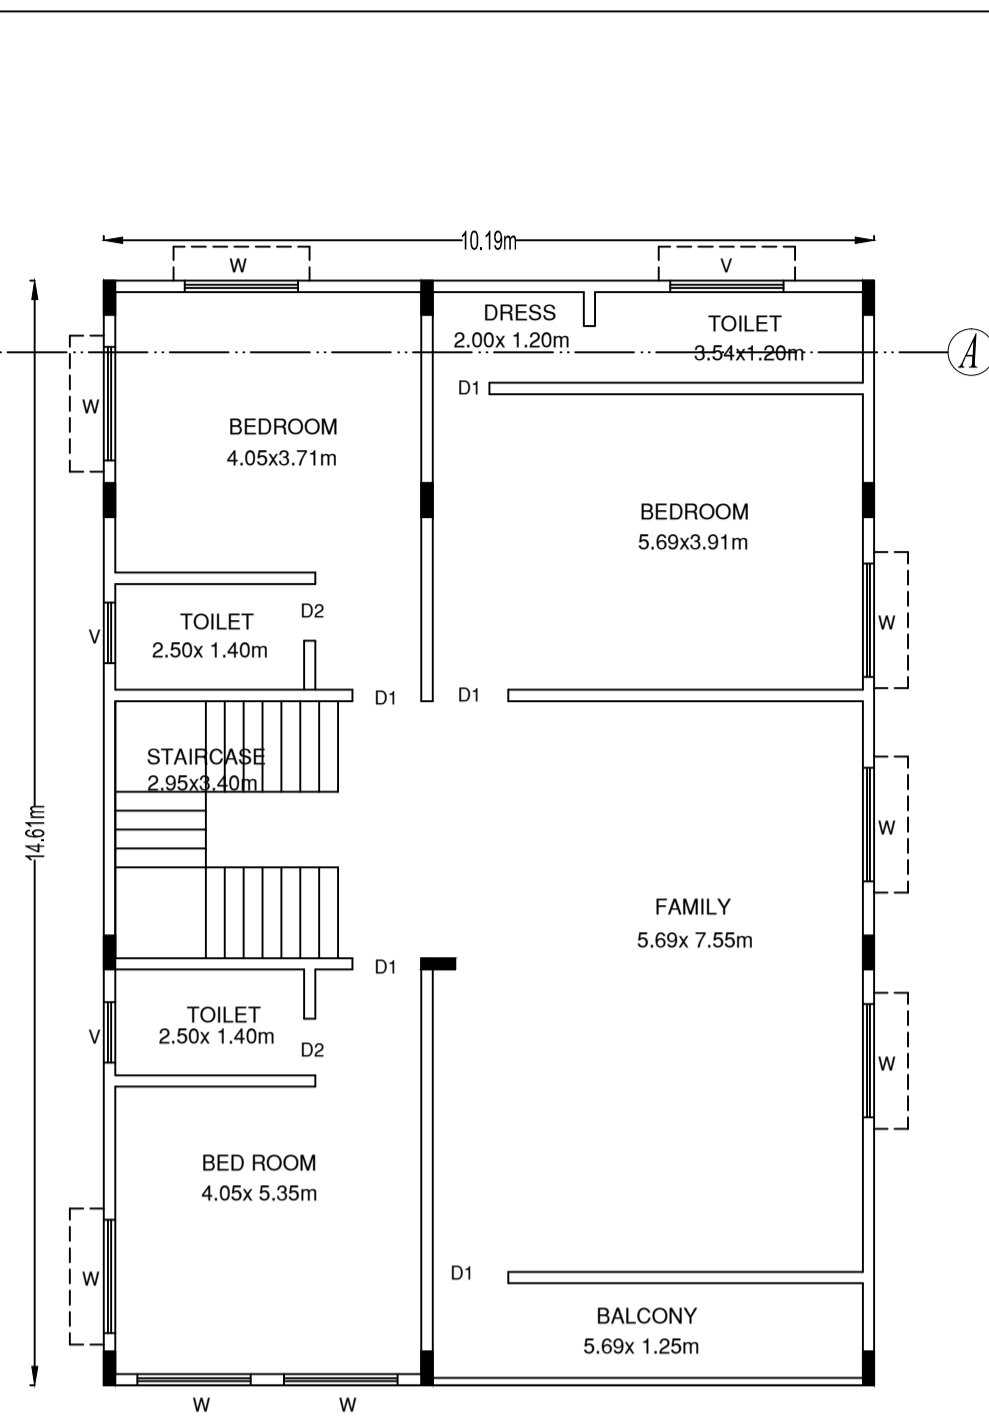 10.19m
W
V
DRESS
2.00x 1.20m
TOILET
3.54x1.20m
A
D1
W
BEDROOM
4.05x3.71m
BEDROOM
5.69x3.91m
D2
TOILET
2.50x 1.40m
V
W
D1
D1
STAIRCASE
2.95x3.40m
14.61m
W
FAMILY
5.69x 7.55m
D1
TOILET
2.50x 1.40m
V
D2
W
BED ROOM
4.05x 5.35m
W
D1
BALCONY
5.69x 1.25m
W
W